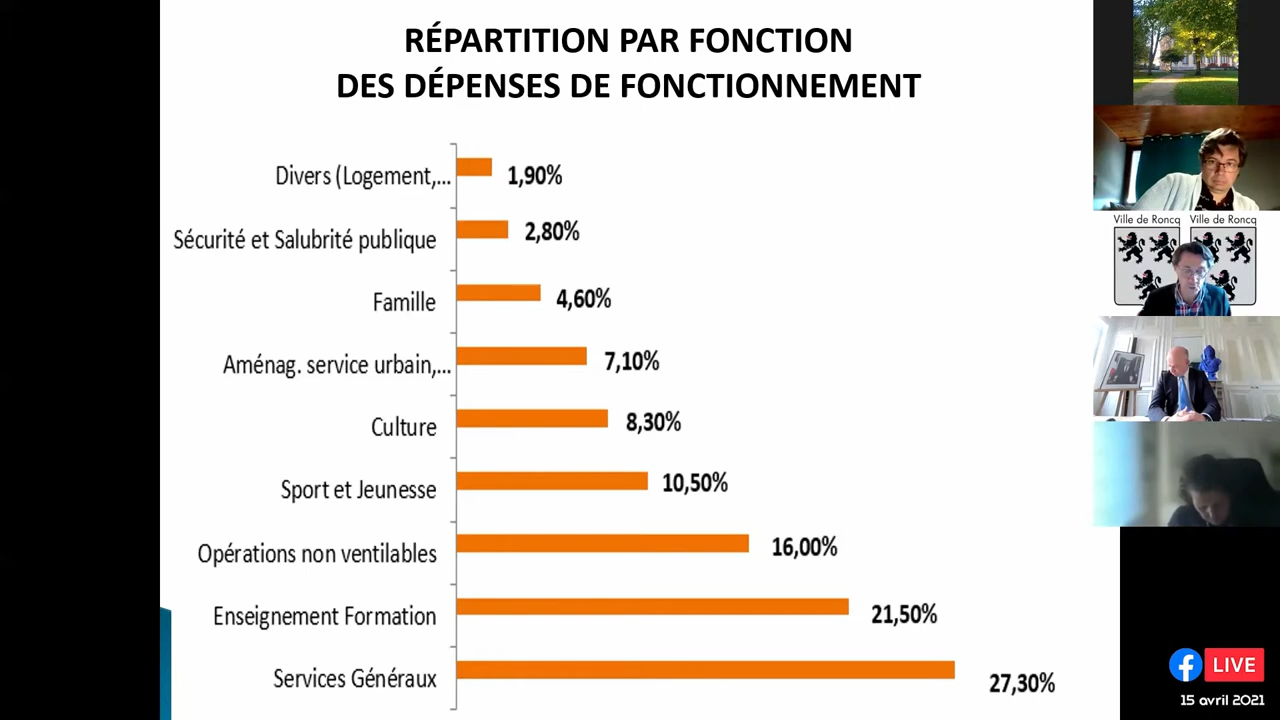 RÉPARTITION PAR FONCTION
DES DÉPENSES DE FONCTIONNEMENT
Divers (Logement,... 1,90%
Sécurité et Salubrité publique 2,80%
Famille 4,60%
Aménag. service urbain,... 7,10%
Culture 8,30%
Sport et Jeunesse 10,50%
Opérations non ventilables 16,00%
Enseignement Formation 21,50%
Services Généraux 27,30%
Ville de Roncq Ville de Roncq
LIVE
15 avril 2021